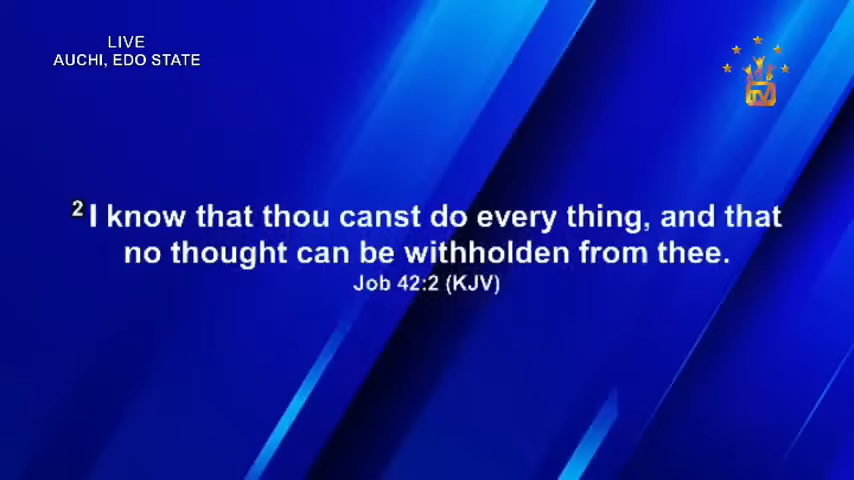 LIVE
AUCHI, EDO STATE
TV
2 I know that thou canst do every thing, and that
no thought can be withholden from thee.
Job 42:2 (KJV)